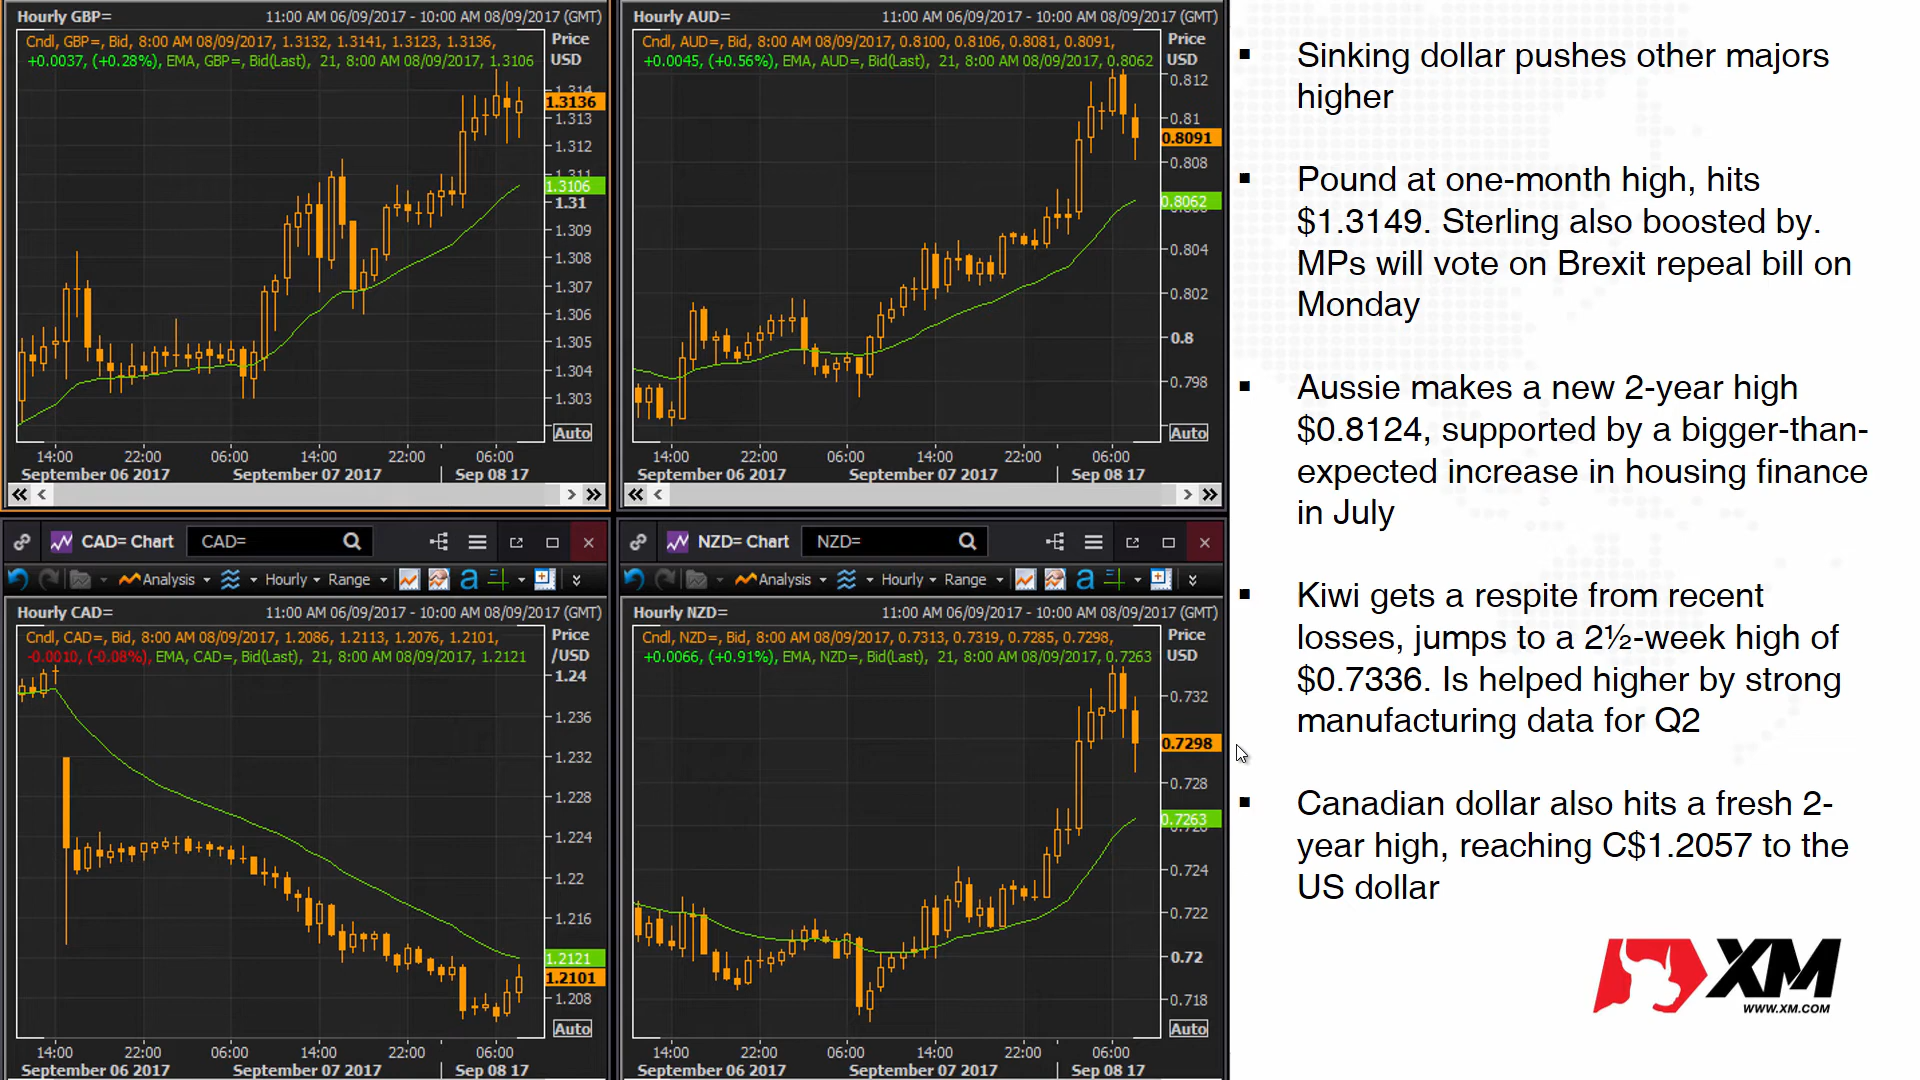 Hourly GBP= 11:00 AM 06/09/2017 - 10:00 AM 08/09/2017 (GMT)
Cndl, GBP=, Bid, 8:00 AM 08/09/2017, 1.3132, 1.3141, 1.3123, 1.3136,
+0.0037, (+0.28%), EMA, GBP=, Bid(Last), 21, 8:00 AM 08/09/2017, 1.3106
Price
USD
1.314
1.3136
1.313
1.312
1.311
1.3106
1.31
1.309
1.308
1.307
1.306
1.305
1.304
1.303
Auto
14:00 22:00 06:00 14:00 22:00 06:00
September 06 2017 September 07 2017 Sep 08 17
Hourly AUD= 11:00 AM 06/09/2017 - 10:00 AM 08/09/2017 (GMT)
Cndl, AUD=, Bid, 8:00 AM 08/09/2017, 0.8100, 0.8106, 0.8081, 0.8091,
+0.0045, (+0.56%), EMA, AUD=, Bid(Last), 21, 8:00 AM 08/09/2017, 0.8062
Price
USD
0.812
0.81
0.8091
0.808
0.8062
0.804
0.802
0.8
0.798
Auto
14:00 22:00 06:00 14:00 22:00 06:00
September 06 2017 September 07 2017 Sep 08 17
CAD= Chart CAD=
Analysis Hourly Range a
Hourly CAD= 11:00 AM 06/09/2017 - 10:00 AM 08/09/2017 (GMT)
Cndl, CAD=, Bid, 8:00 AM 08/09/2017, 1.2086, 1.2113, 1.2076, 1.2101,
-0.0010, (-0.08%), EMA, CAD=, Bid(Last), 21, 8:00 AM 08/09/2017, 1.2121
Price
/USD
1.24
1.236
1.232
1.228
1.224
1.22
1.216
1.2121
1.2101
1.208
Auto
14:00 22:00 06:00 14:00 22:00 06:00
September 06 2017 September 07 2017 Sep 08 17
NZD= Chart NZD=
Analysis Hourly Range a
Hourly NZD= 11:00 AM 06/09/2017 - 10:00 AM 08/09/2017 (GMT)
Cndl, NZD=, Bid, 8:00 AM 08/09/2017, 0.7313, 0.7319, 0.7285, 0.7298,
+0.0066, (+0.91%), EMA, NZD=, Bid(Last), 21, 8:00 AM 08/09/2017, 0.7263
Price
USD
0.732
0.7298
0.728
0.7263
0.724
0.722
0.72
0.718
Auto
14:00 22:00 06:00 14:00 22:00 06:00
September 06 2017 September 07 2017 Sep 08 17
▪ Sinking dollar pushes other majors
higher
▪ Pound at one-month high, hits
$1.3149. Sterling also boosted by.
MPs will vote on Brexit repeal bill on
Monday
▪ Aussie makes a new 2-year high
$0.8124, supported by a bigger-than-
expected increase in housing finance
in July
▪ Kiwi gets a respite from recent
losses, jumps to a 2½-week high of
$0.7336. Is helped higher by strong
manufacturing data for Q2
▪ Canadian dollar also hits a fresh 2-
year high, reaching C$1.2057 to the
US dollar
XM
WWW.XM.COM